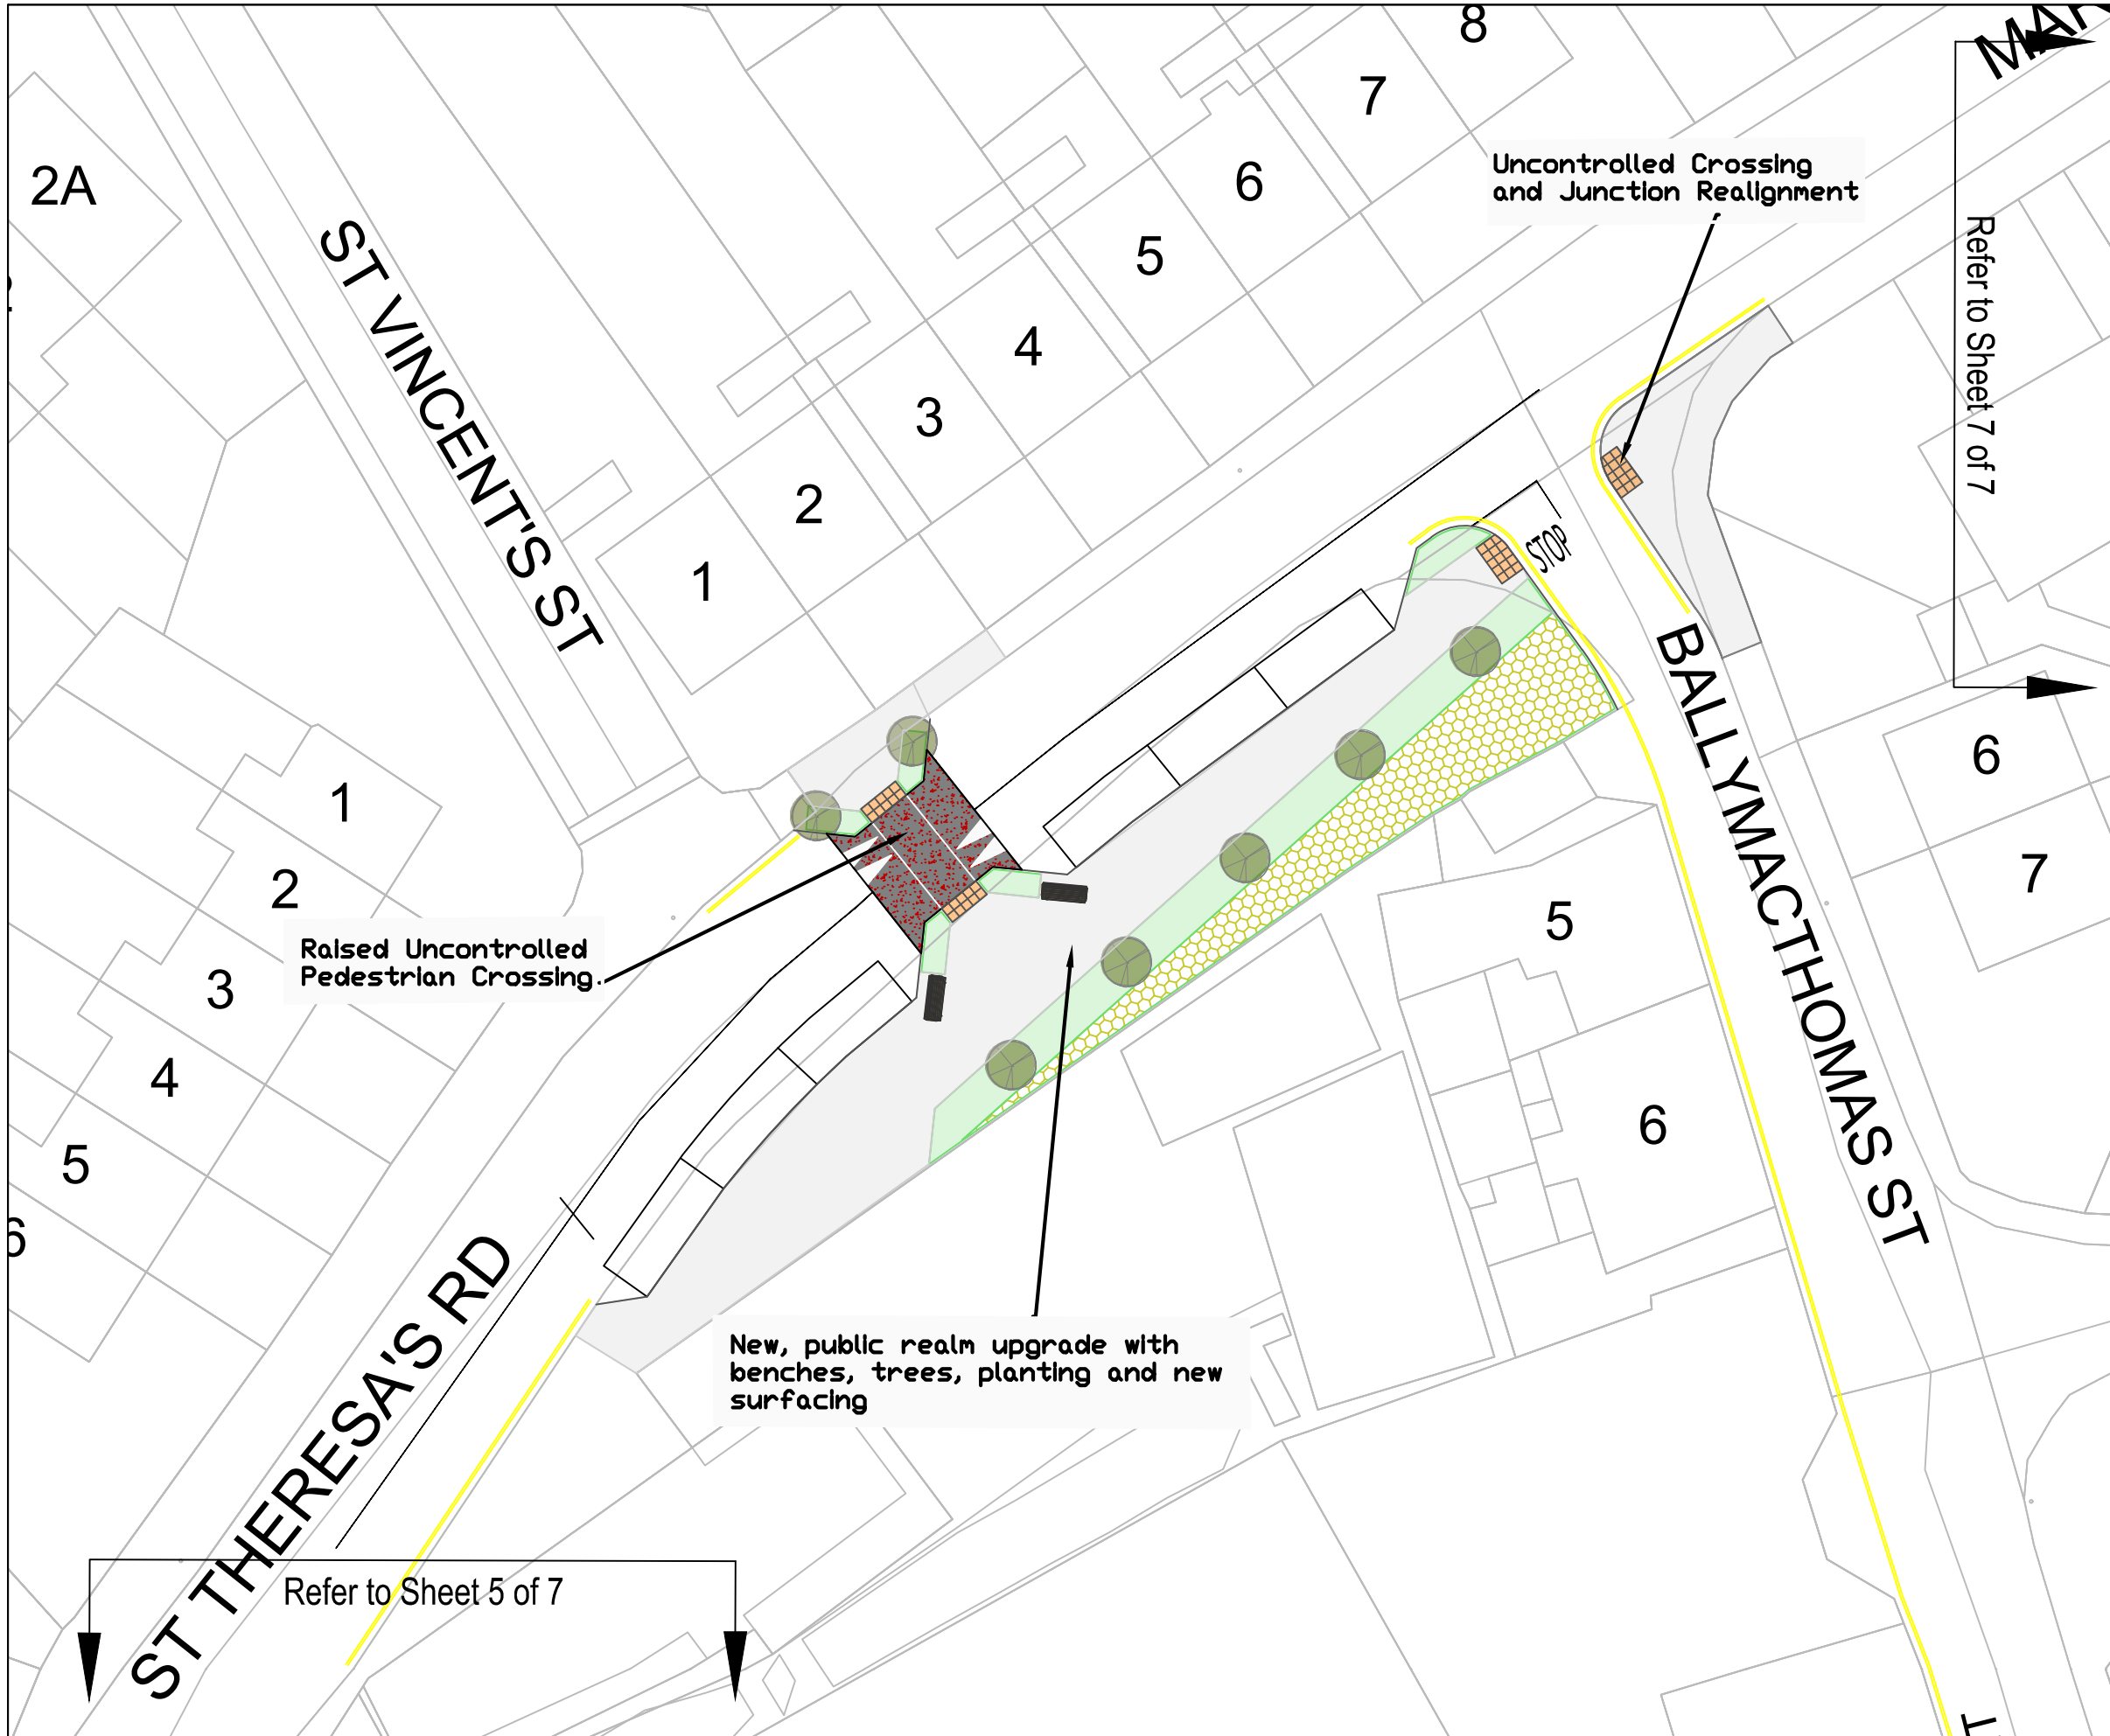 8
7
2A
6
Uncontrolled Crossing
and Junction Realignment
Refer to Sheet 7 of 7
5
ST VINCENT'S ST
4
3
2
1
STOP
BALLYMACTHOMAS ST
6
1
7
2
5
Raised Uncontrolled
Pedestrian Crossing.
3
4
6
5
6
ST THERESA'S RD
New, public realm upgrade with
benches, trees, planting and new
surfacing
Refer to Sheet 5 of 7